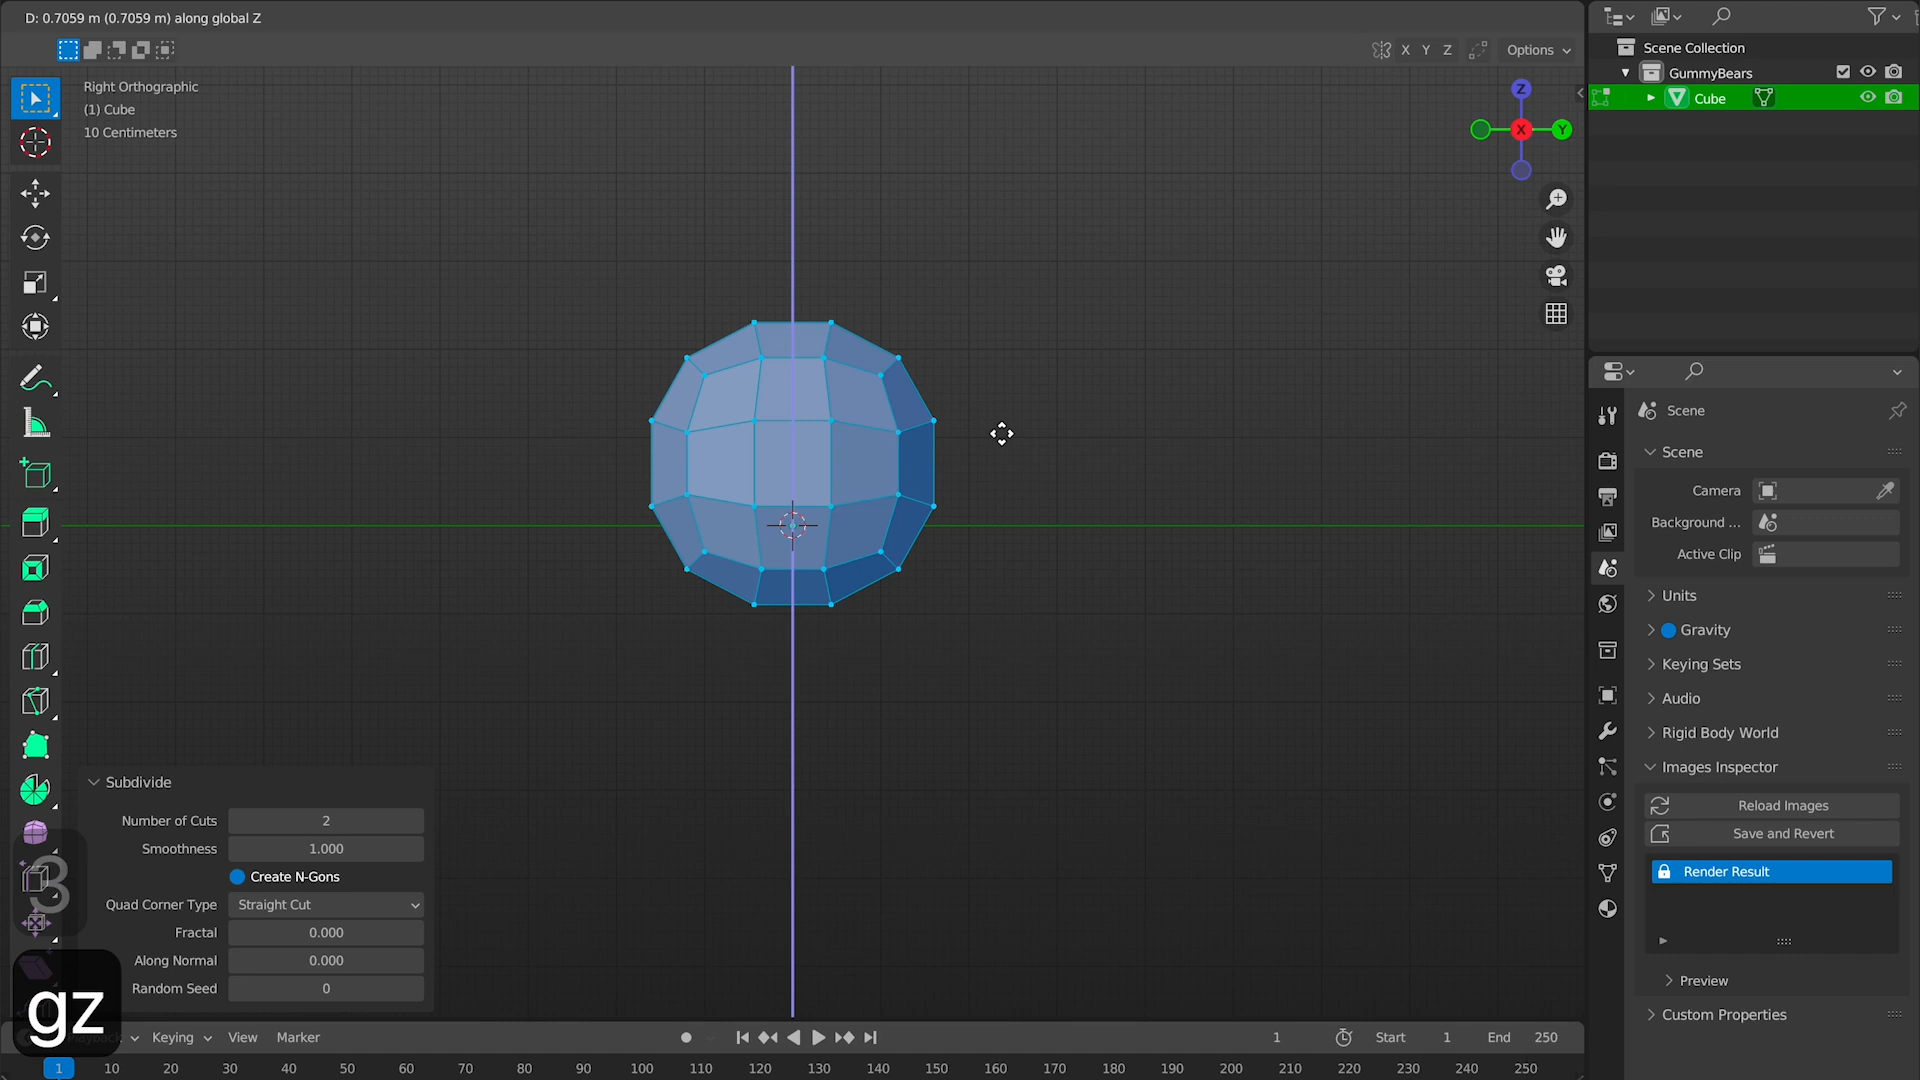 D: 0.7059 m (0.7059 m) along global Z
X Y Z Options
Right Orthographic
(1) Cube
10 Centimeters
Z
X
Y
Scene Collection
GummyBears
Cube
Scene
Scene
Camera
Background ...
Active Clip
Units
Gravity
Keying Sets
Audio
Rigid Body World
Images Inspector
Reload Images
Save and Revert
Render Result
Preview
Custom Properties
Subdivide
Number of Cuts 2
Smoothness 1.000
Create N-Gons
Quad Corner Type Straight Cut
Fractal 0.000
Along Normal 0.000
Random Seed 0
3
gz
Keying View Marker 1 Start 1 End 250
1 10 20 30 40 50 60 70 80 90 100 110 120 130 140 150 160 170 180 190 200 210 220 230 240 250